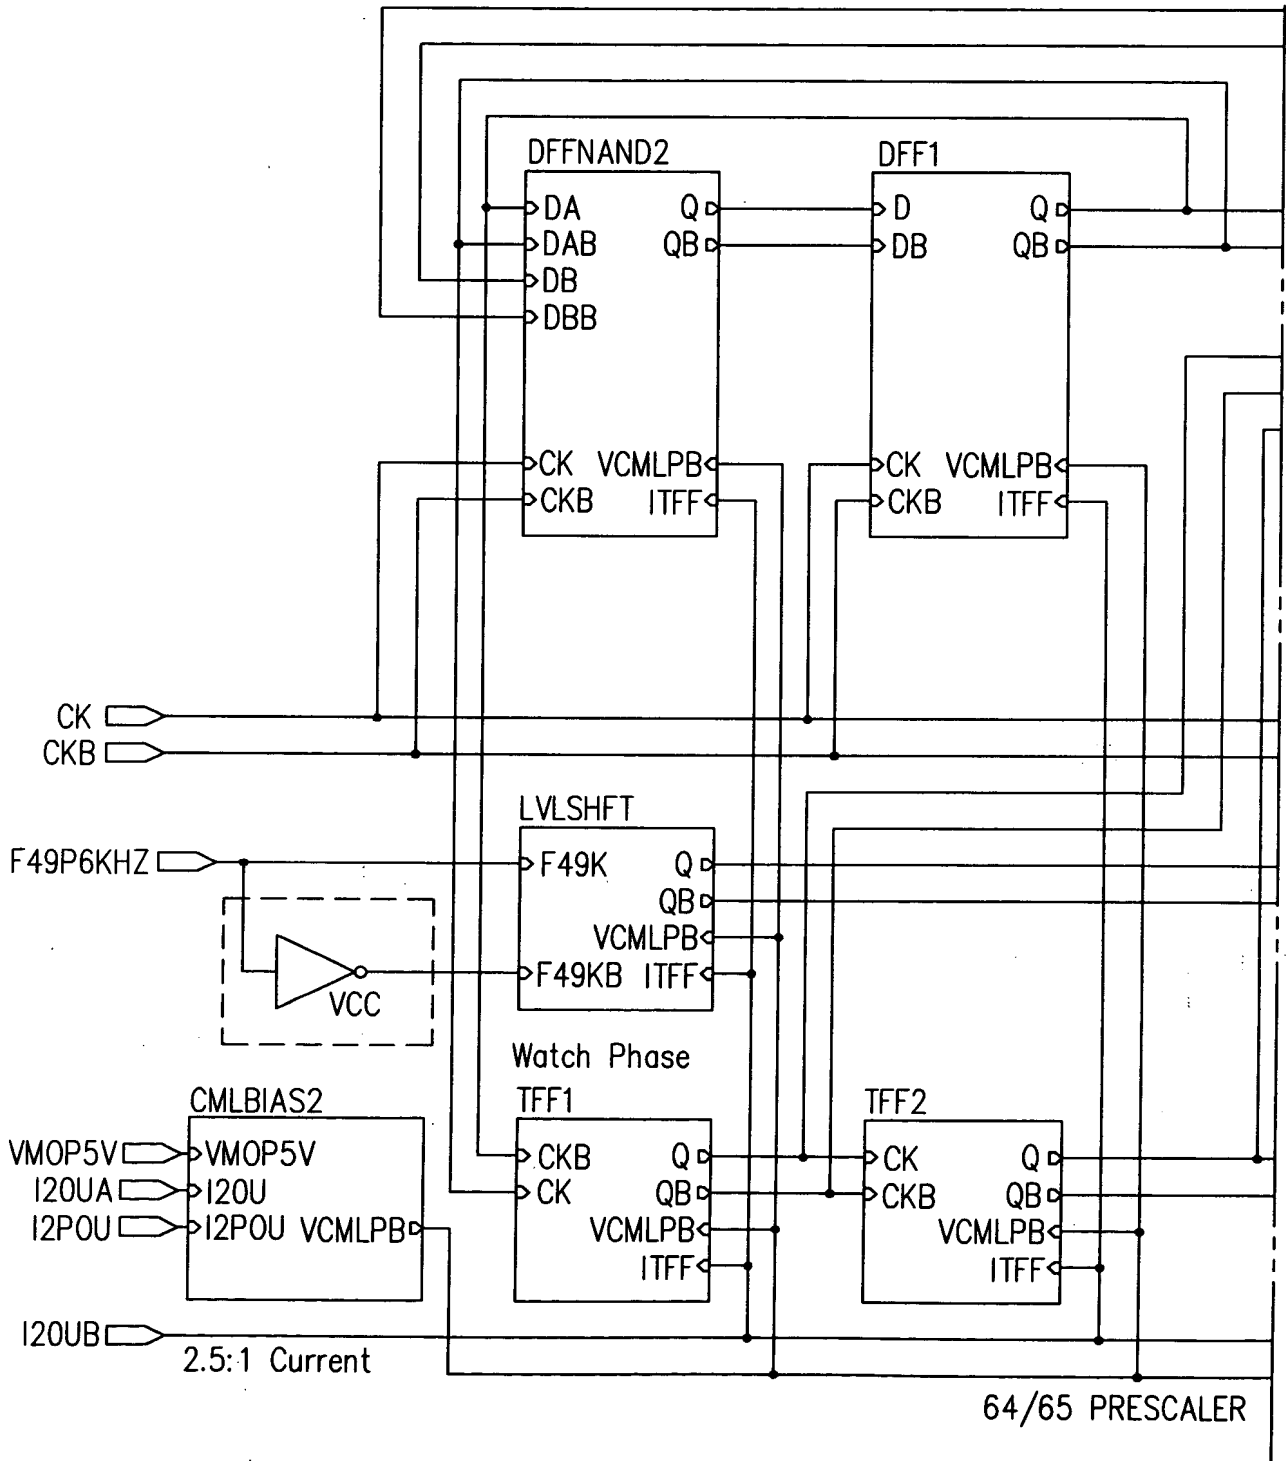 DFFNAND2
DFF1
DA
Q
D
Q
DAB
QB
DB
QB
DB
DBB
CK
VCMLPB
CK
VCMLPB
CKB
ITFF
CKB
ITFF
CK
CKB
LVLSHFT
F49P6KHZ
F49K
Q
QB
VCMLPB
F49KB
ITFF
VCC
Watch Phase
CMLBIAS2
TFF1
TFF2
VMOP5V
VMOP5V
CKB
Q
CK
Q
I20UA
I20U
CK
QB
CKB
QB
I2POU
I2POU
VCMLPB
VCMLPB
VCMLPB
ITFF
ITFF
I20UB
2.5:1 Current
64/65 PRESCALER